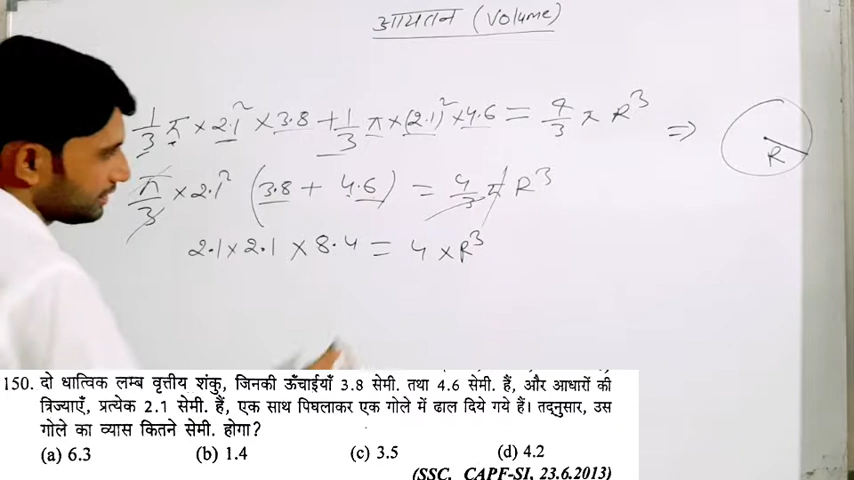 आयतन (Volume)
1/3 π × 2.1² × 3.8 + 1/3 π × (2.1)² × 4.6 = 4/3 π R³ ⇒
R
π/3 × 2.1² (3.8 + 4.6) = 4/3 π R³
2.1 × 2.1 × 8.4 = 4 × R³
150. दो धात्विक लम्ब वृत्तीय शंकु, जिनकी ऊँचाईयाँ 3.8 सेमी. तथा 4.6 सेमी. हैं, और आधारों की
त्रिज्याएँ, प्रत्येक 2.1 सेमी. हैं, एक साथ पिघलाकर एक गोले में ढाल दिये गये हैं। तद्नुसार, उस
गोले का व्यास कितने सेमी. होगा?
(a) 6.3 (b) 1.4 (c) 3.5 (d) 4.2
(SSC, CAPF-SI, 23.6.2013)